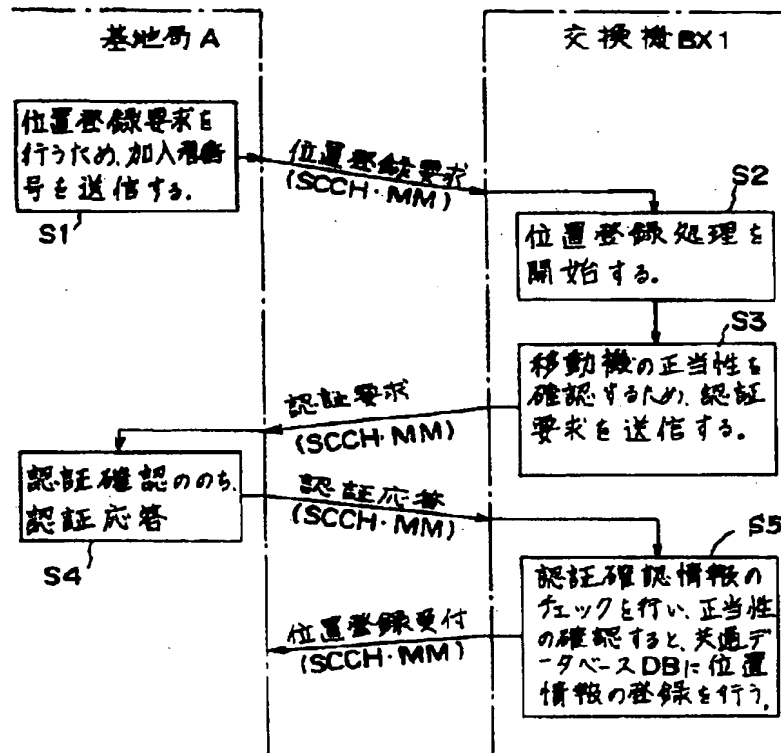 基地局A
交換機BX1
位置登録要求を
行うため、加入者番
号を送信する。
S1
位置登録要求
(SCCH・MM)
S2
位置登録処理を
開始する。
S3
移動機の正当性を
確認するため、認証
要求を送信する。
認証要求
(SCCH・MM)
認証確認ののち、
認証応答
S4
認証応答
(SCCH・MM)
S5
認証確認情報の
チェックを行い、正当性
の確認すると、共通デ
ータベースDBに位置
情報の登録を行う。
位置登録受付
(SCCH・MM)